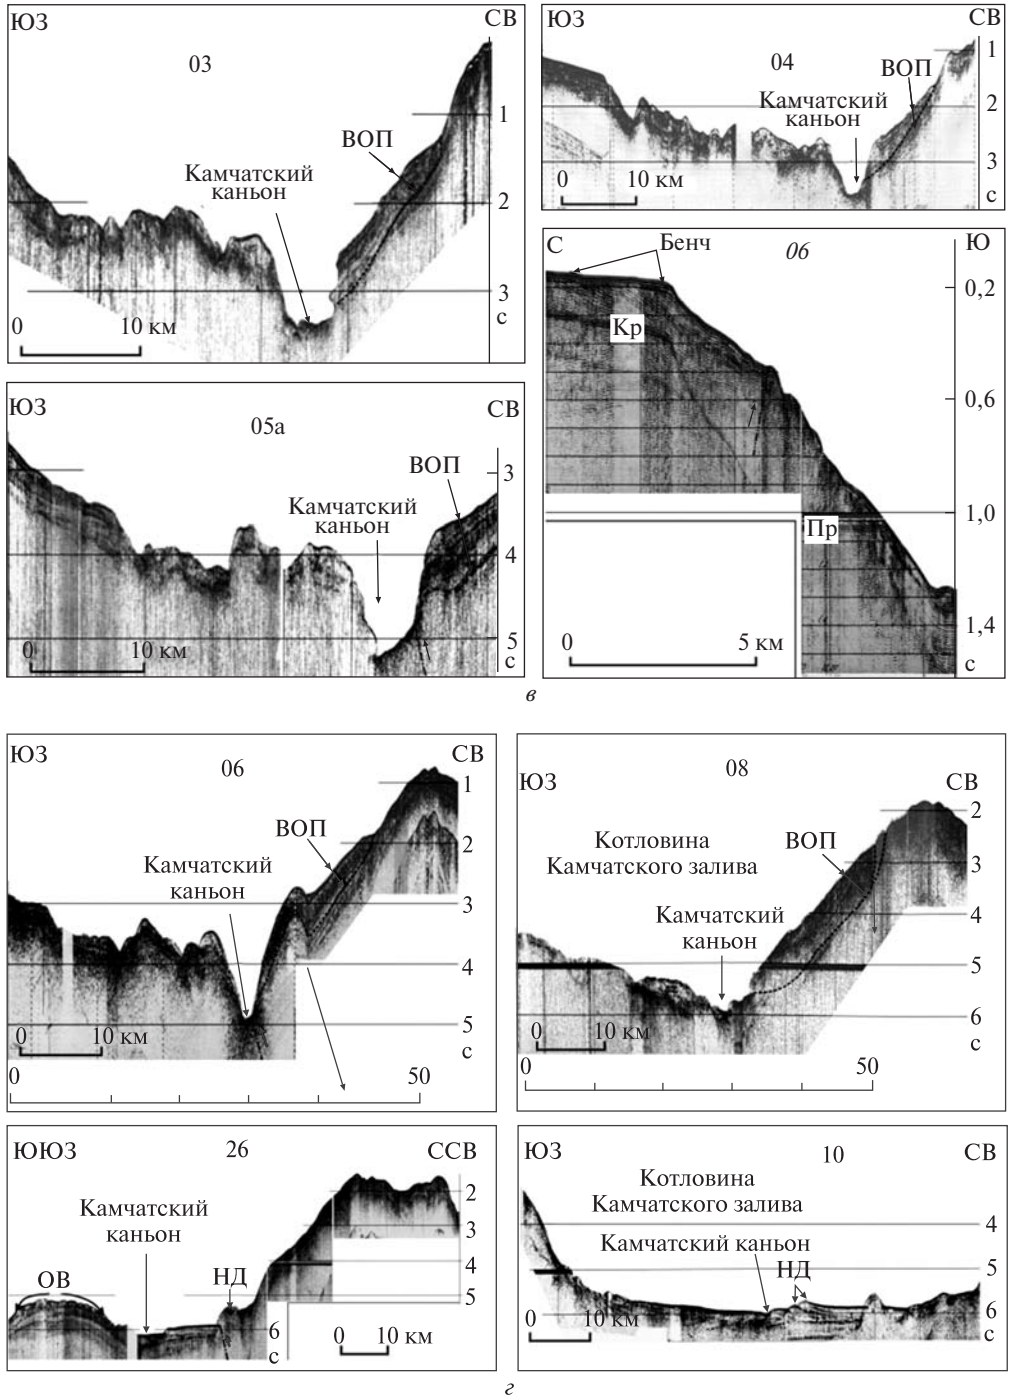 ЮЗ
СВ
03
1
ВОП
Камчатский
каньон
2
3
с
0
10 км
ЮЗ
СВ
04
1
ВОП
Камчатский
каньон
2
3
с
0
10 км
С
Бенч
06
Ю
0,2
Кр
0,6
1,0
Пр
1,4
с
0
5 км
ЮЗ
СВ
05а
3
ВОП
Камчатский
каньон
4
5
с
0
10 км
в
ЮЗ
СВ
06
1
ВОП
2
Камчатский
каньон
3
4
5
с
0
10 км
0
50
ЮЗ
СВ
08
2
Котловина
Камчатского залива
ВОП
3
4
Камчатский
каньон
5
6
с
0
10 км
0
50
ЮЮЗ
ССВ
26
2
Камчатский
каньон
3
4
ОВ
НД
5
6
с
0
10 км
ЮЗ
СВ
10
Котловина
Камчатского залива
4
Камчатский каньон
НД
5
6
с
0
10 км
г